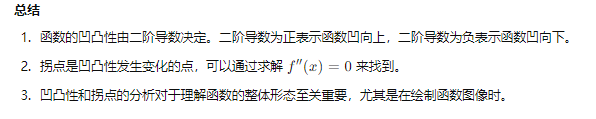 总结
1. 函数的凹凸性由二阶导数决定。二阶导数为正表示函数凹向上，二阶导数为负表示函数凹向下。
2. 拐点是凹凸性发生变化的点，可以通过求解 f″(x) = 0 来找到。
3. 凹凸性和拐点的分析对于理解函数的整体形态至关重要，尤其是在绘制函数图像时。